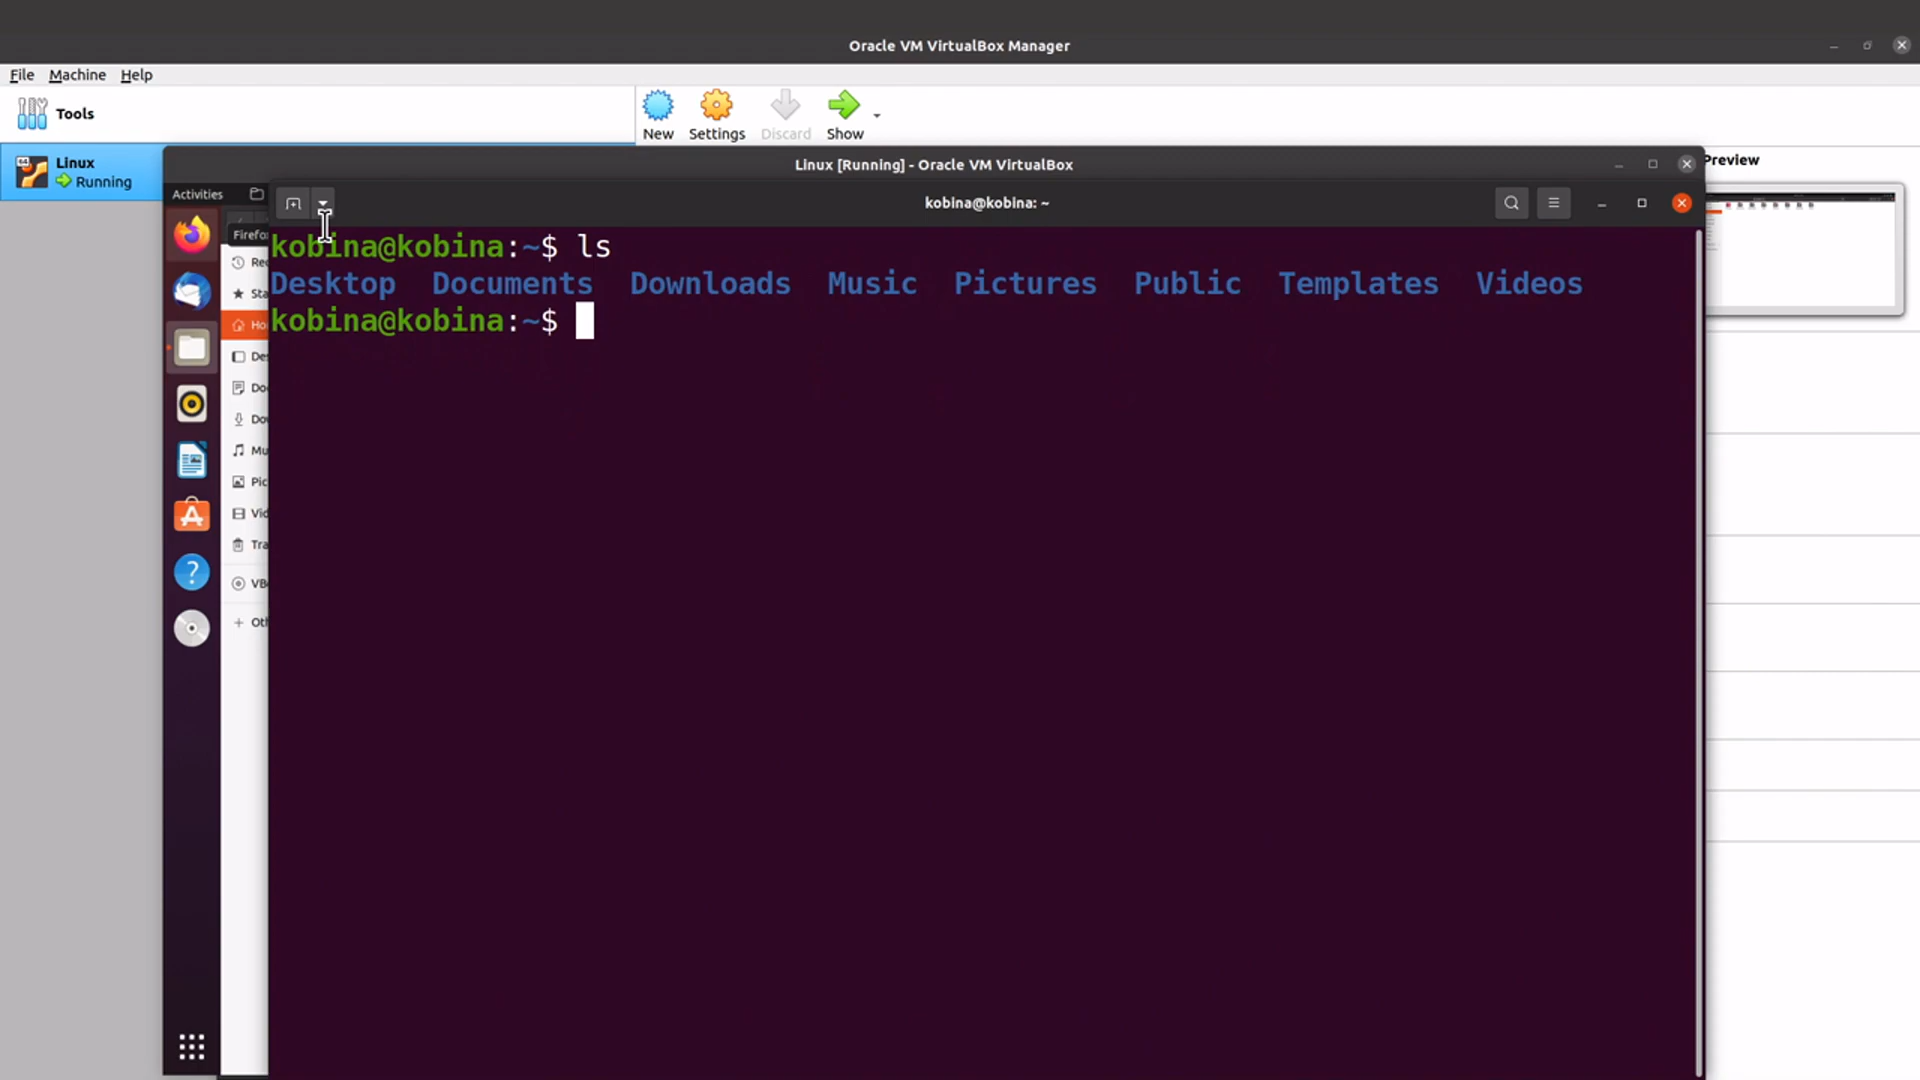 Oracle VM VirtualBox Manager
File Machine Help
Tools
New Settings Discard Show
Linux
Running
Linux [Running] - Oracle VM VirtualBox
Preview
Activities
kobina@kobina: ~
kobina@kobina:~$ ls
Desktop Documents Downloads Music Pictures Public Templates Videos
kobina@kobina:~$